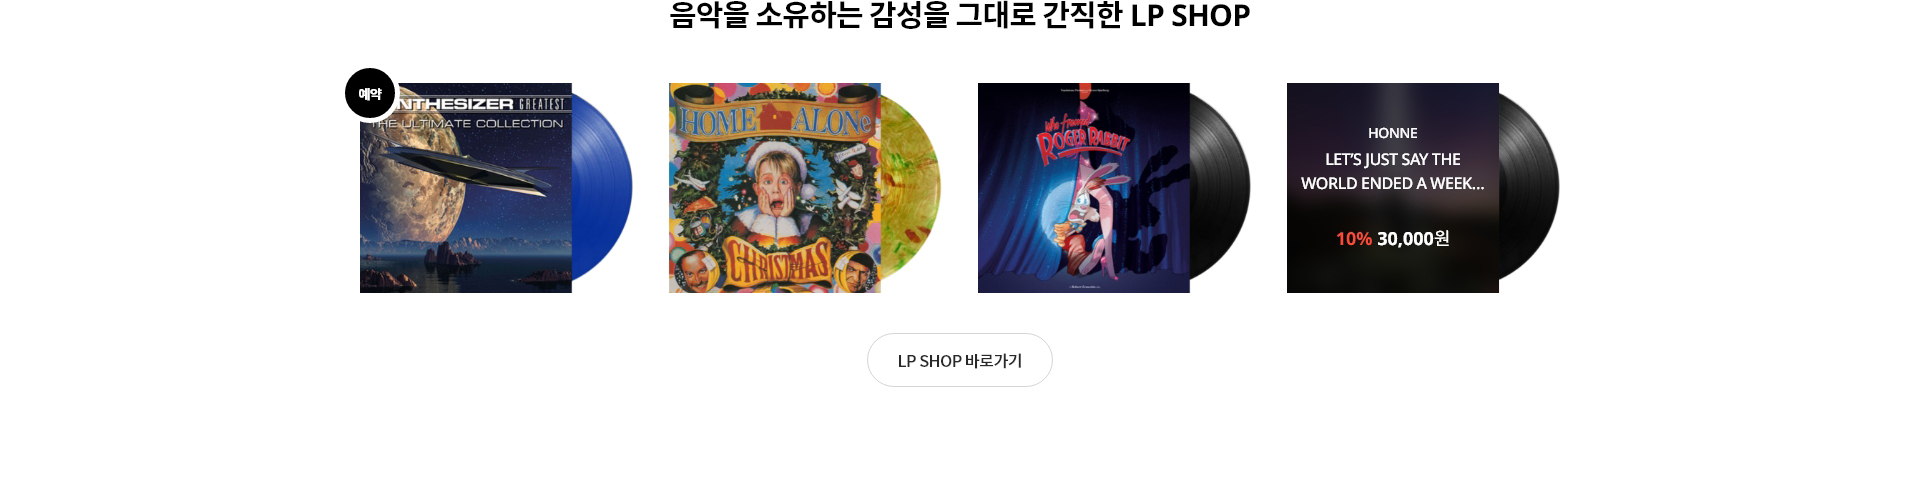 음악을 소유하는 감성을 그대로 간직한 LP SHOP
예약
NTHESIZER GREATEST
THE ULTIMATE COLLECTION
HOME ALONe
CHRISTMAS
Who Framed
ROGER RABBIT
HONNE
LET'S JUST SAY THE
WORLD ENDED A WEEK...
10% 30,000원
LP SHOP 바로가기